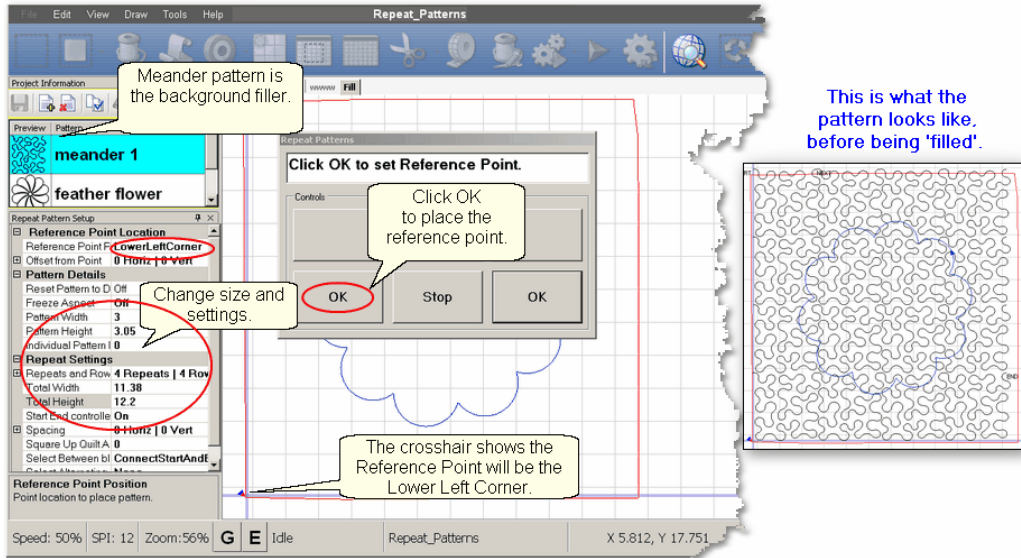 File Edit View Draw Tools Help
Repeat_Patterns
Project Information
wwww Fill
Meander pattern is
the background filler.
Preview Pattern
meander 1
feather flower
Repeat Pattern Setup
Reference Point Location
Reference Point P LowerLeftCorner
Offset from Point 0 Horiz | 0 Vert
Pattern Details
Reset Pattern to D Off
Freeze Aspect Off
Pattern Width 3
Pattern Height 3.05
Individual Pattern 0
Repeat Settings
Repeats and Row 4 Repeats | 4 Row
Total Width 11.38
Total Height 12.2
Start End controlle On
Spacing 0 Horiz | 0 Vert
Square Up Quilt A 0
Select Between bl ConnectStartAndE
Select Alternating None
Reference Point Position
Point location to place pattern.
Change size and
settings.
Repeat Patterns
Click OK to set Reference Point.
Controls
OK Stop OK
Click OK
to place the
reference point.
The crosshair shows the
Reference Point will be the
Lower Left Corner.
Speed: 50% SPI: 12 Zoom:56% G E Idle Repeat_Patterns X 5.812, Y 17.751
This is what the
pattern looks like,
before being 'filled'.
NEXT
END